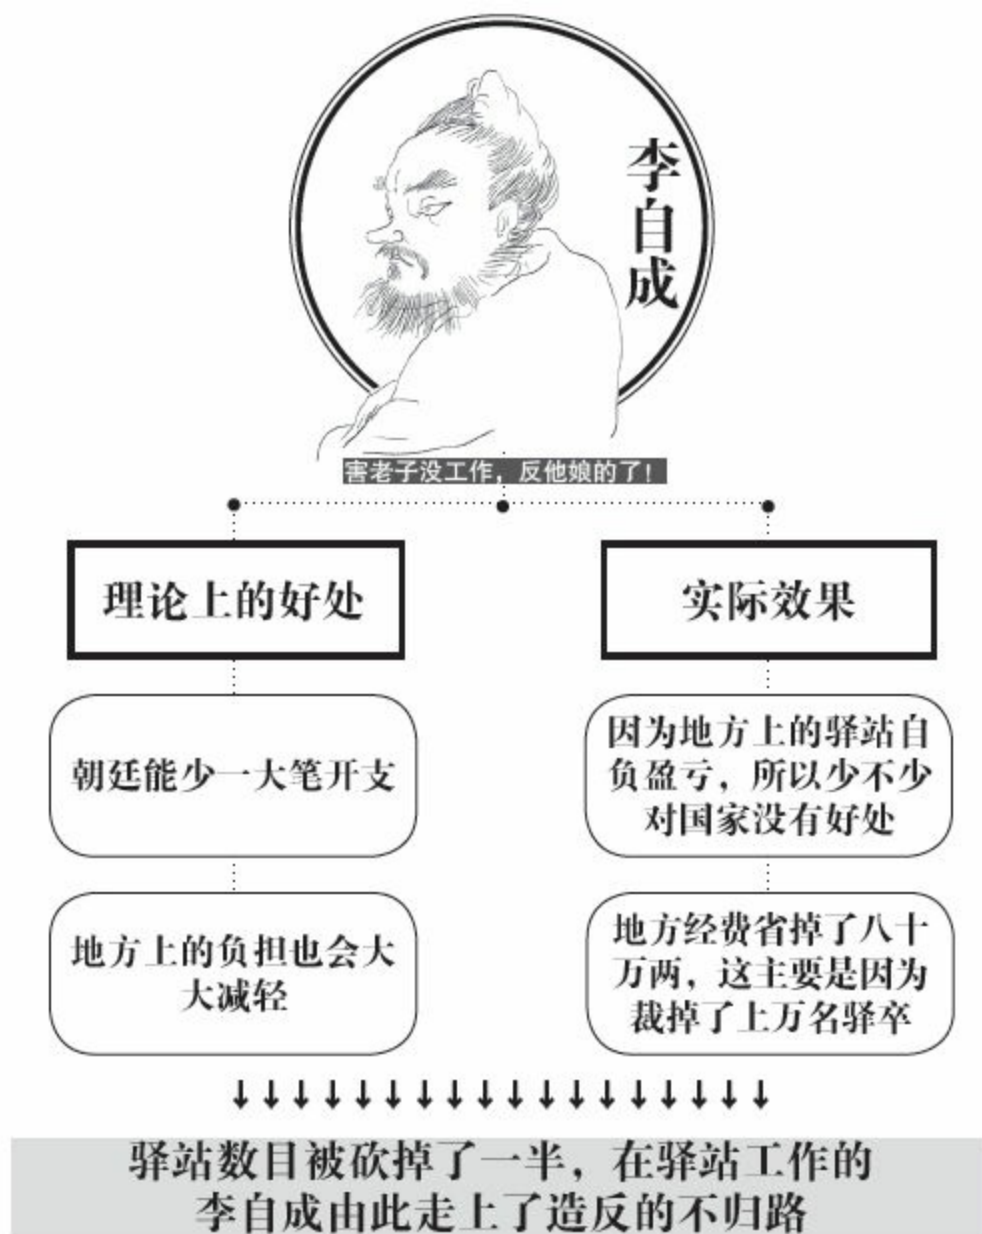 李自成
害老子没工作，反他娘的了！
理论上的好处
实际效果
朝廷能少一大笔开支
因为地方上的驿站自
负盈亏，所以少不少
对国家没有好处
地方上的负担也会大
大减轻
地方经费省掉了八十
万两，这主要是因为
裁掉了上万名驿卒
驿站数目被砍掉了一半，在驿站工作的
李自成由此走上了造反的不归路